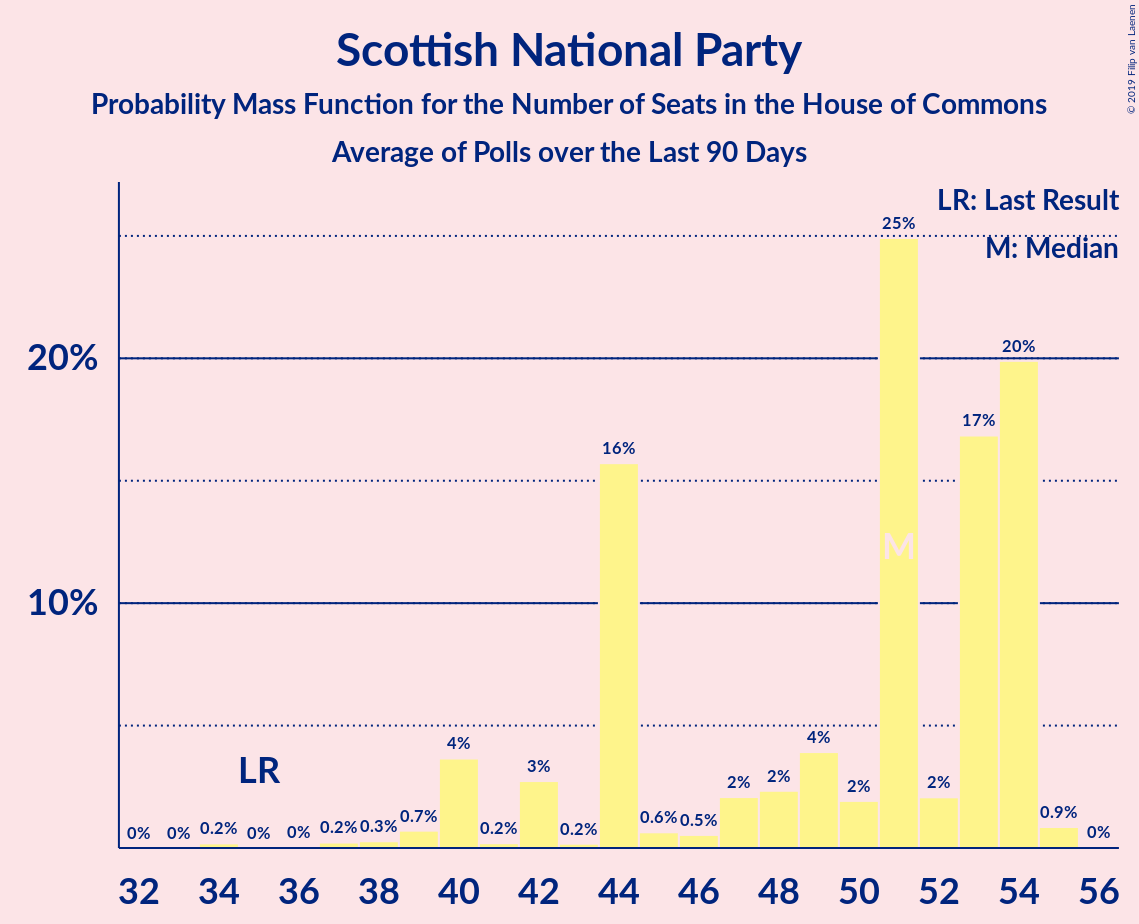 Scottish National Party
Probability Mass Function for the Number of Seats in the House of Commons
Average of Polls over the Last 90 Days
© 2019 Filip van Laenen
LR: Last Result
M: Median
20%
10%
LR
M
0% 0% 0.2% 0% 0% 0.2% 0.3% 0.7% 4% 0.2% 3% 0.2% 16% 0.6% 0.5% 2% 2% 4% 2% 25% 2% 17% 20% 0.9% 0%
32 34 36 38 40 42 44 46 48 50 52 54 56